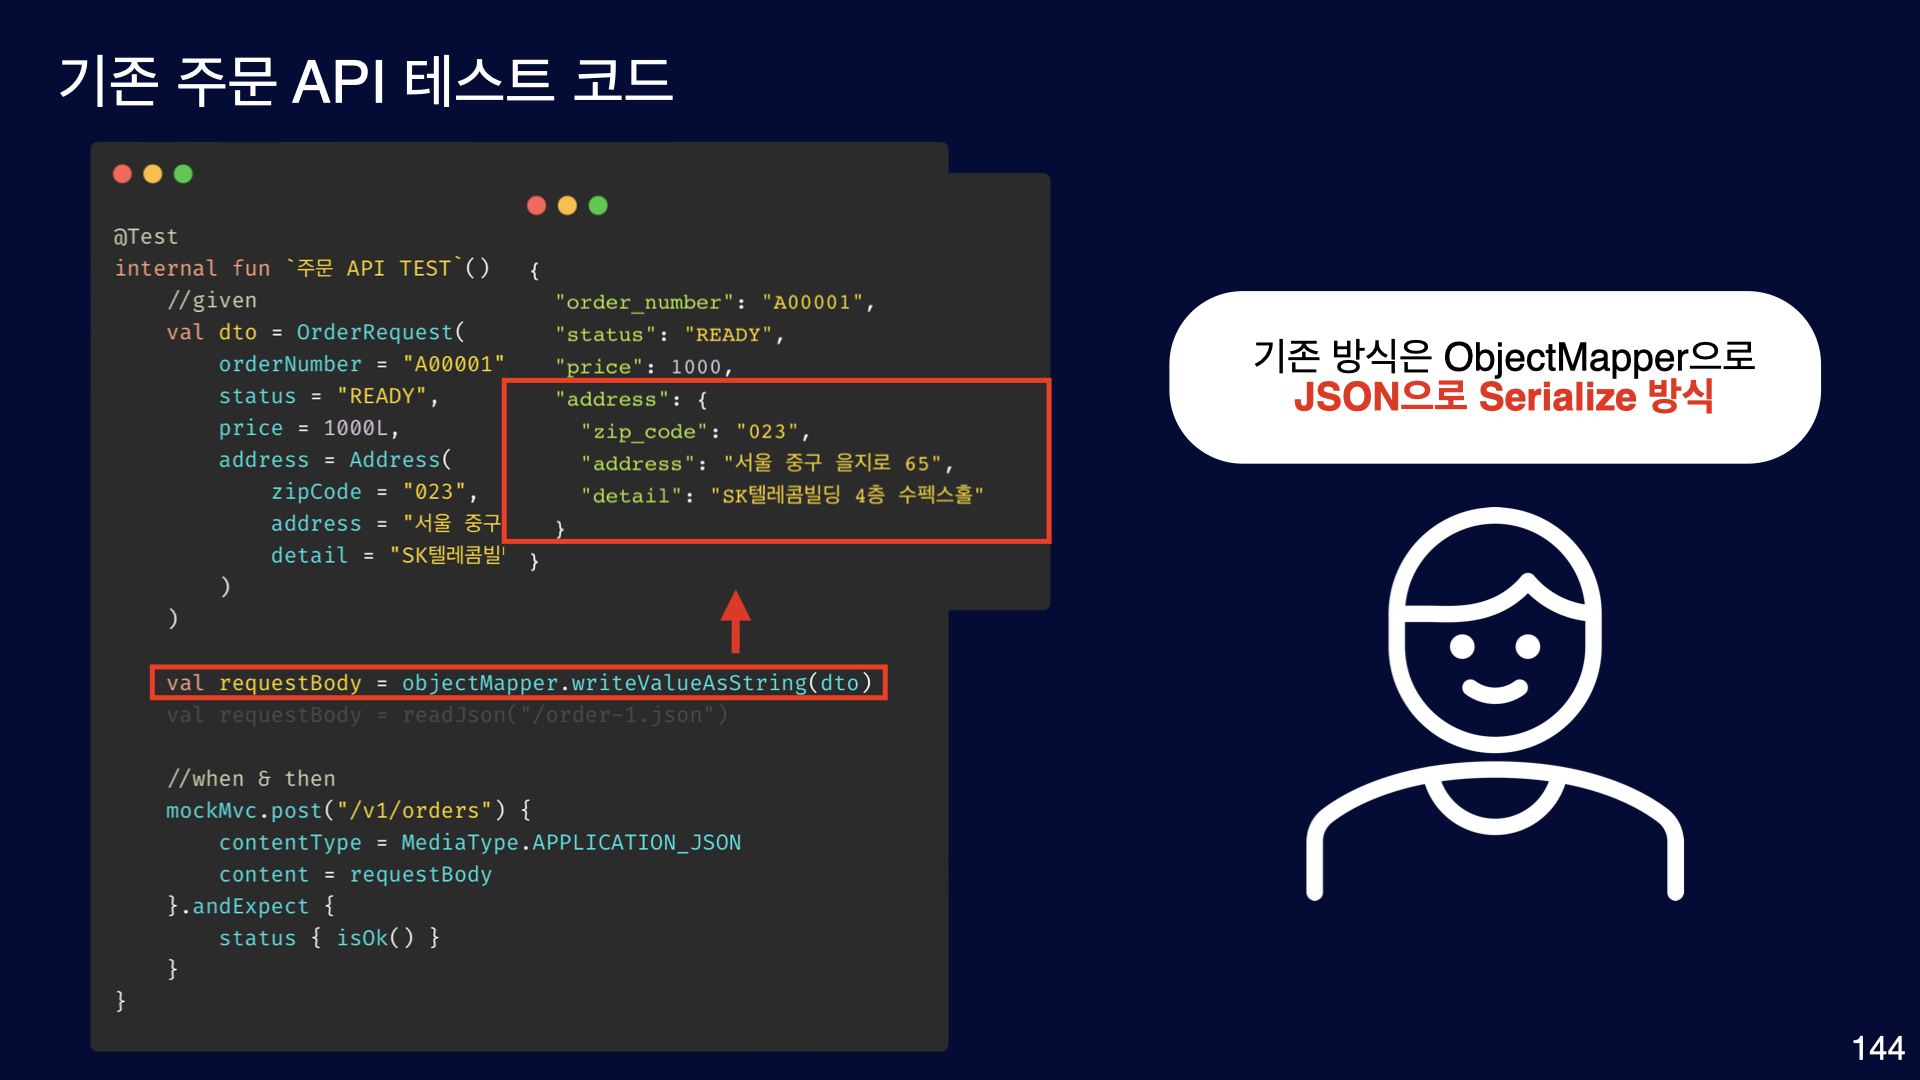 기존 주문 API 테스트 코드
@Test
internal fun `주문 API TEST`()
//given
val dto = OrderRequest(
orderNumber = "A00001"
status = "READY",
price = 1000L,
address = Address(
zipCode = "023",
address = "서울 중구
detail = "SK텔레콤빌
)
)
val requestBody = objectMapper.writeValueAsString(dto)
val requestBody = readJson("/order-1.json")
//when & then
mockMvc.post("/v1/orders") {
contentType = MediaType.APPLICATION_JSON
content = requestBody
}.andExpect {
status { isOk() }
}
}
{
"order_number": "A00001",
"status": "READY",
"price": 1000,
"address": {
"zip_code": "023",
"address": "서울 중구 을지로 65",
"detail": "SK텔레콤빌딩 4층 수펙스홀"
}
}
기존 방식은 ObjectMapper으로
JSON으로 Serialize 방식
144